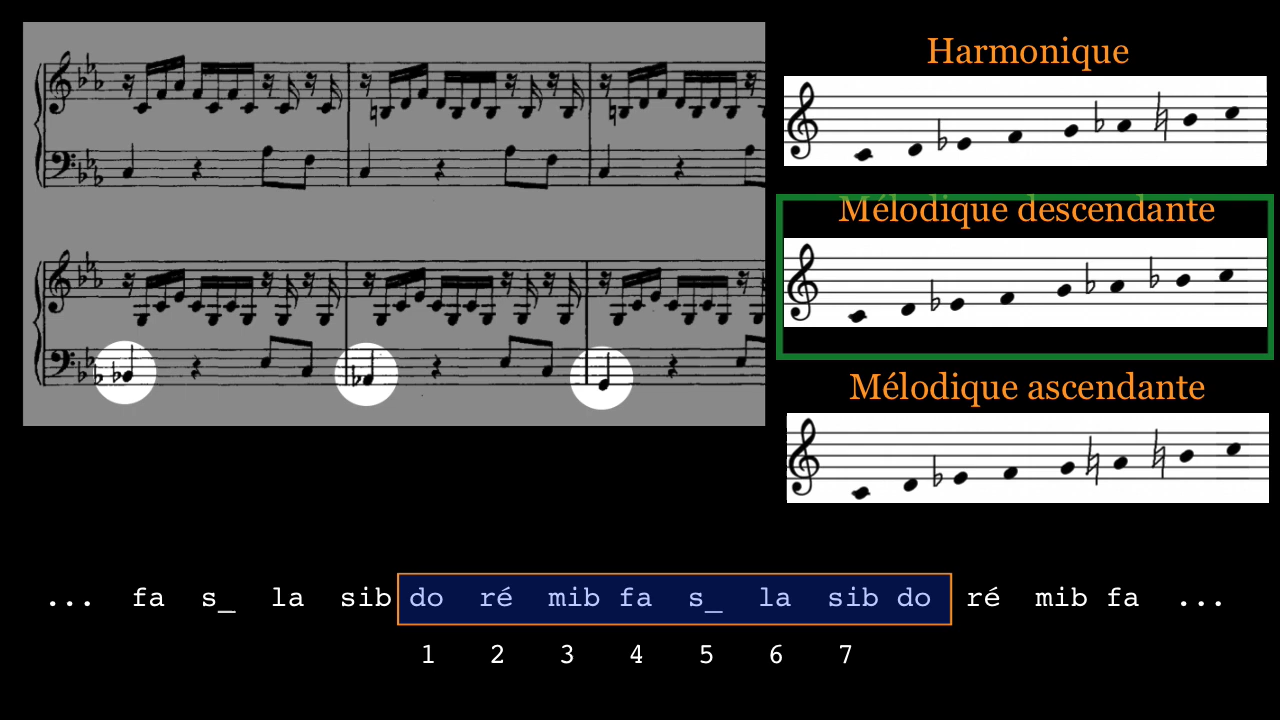 Harmonique
Mélodique descendante
Mélodique ascendante
... fa s_ la sib do ré mib fa s_ la sib do ré mib fa ...
1 2 3 4 5 6 7